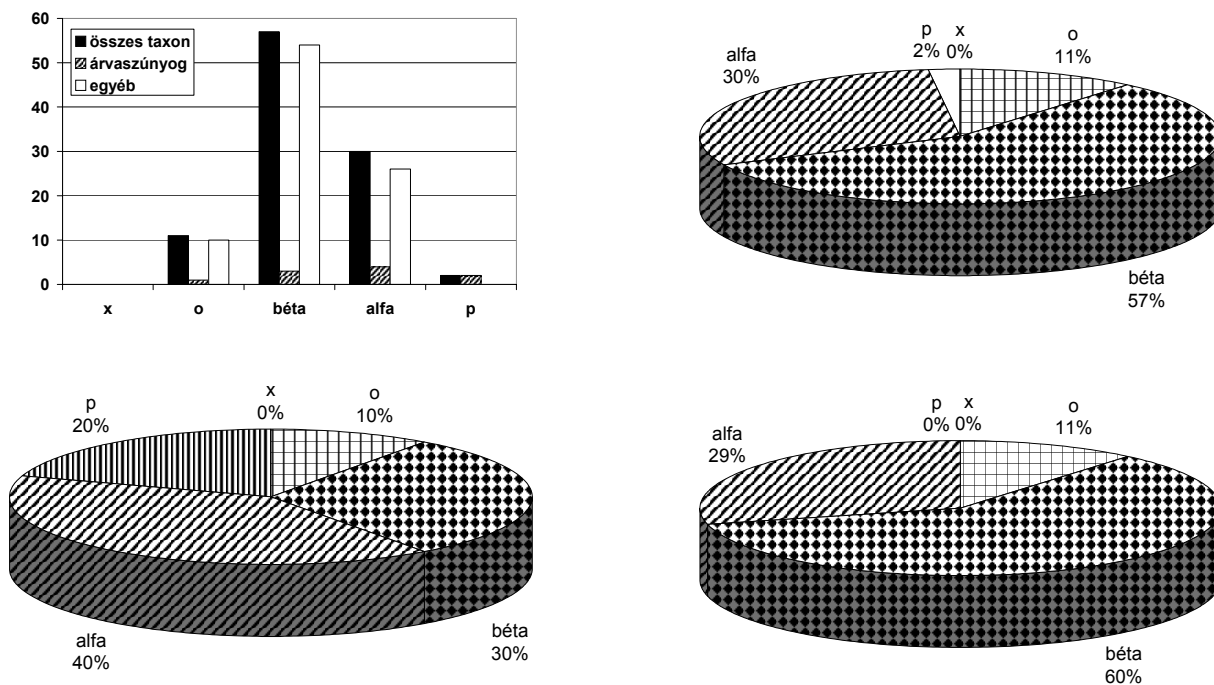 60
50
40
30
20
10
0
összes taxon
árvaszúnyog
egyéb
x o béta alfa p
alfa
30%
p
2%
x
0%
o
11%
béta
57%
p
20%
x
0%
o
10%
alfa
40%
béta
30%
alfa
29%
p
0%
x
0%
o
11%
béta
60%